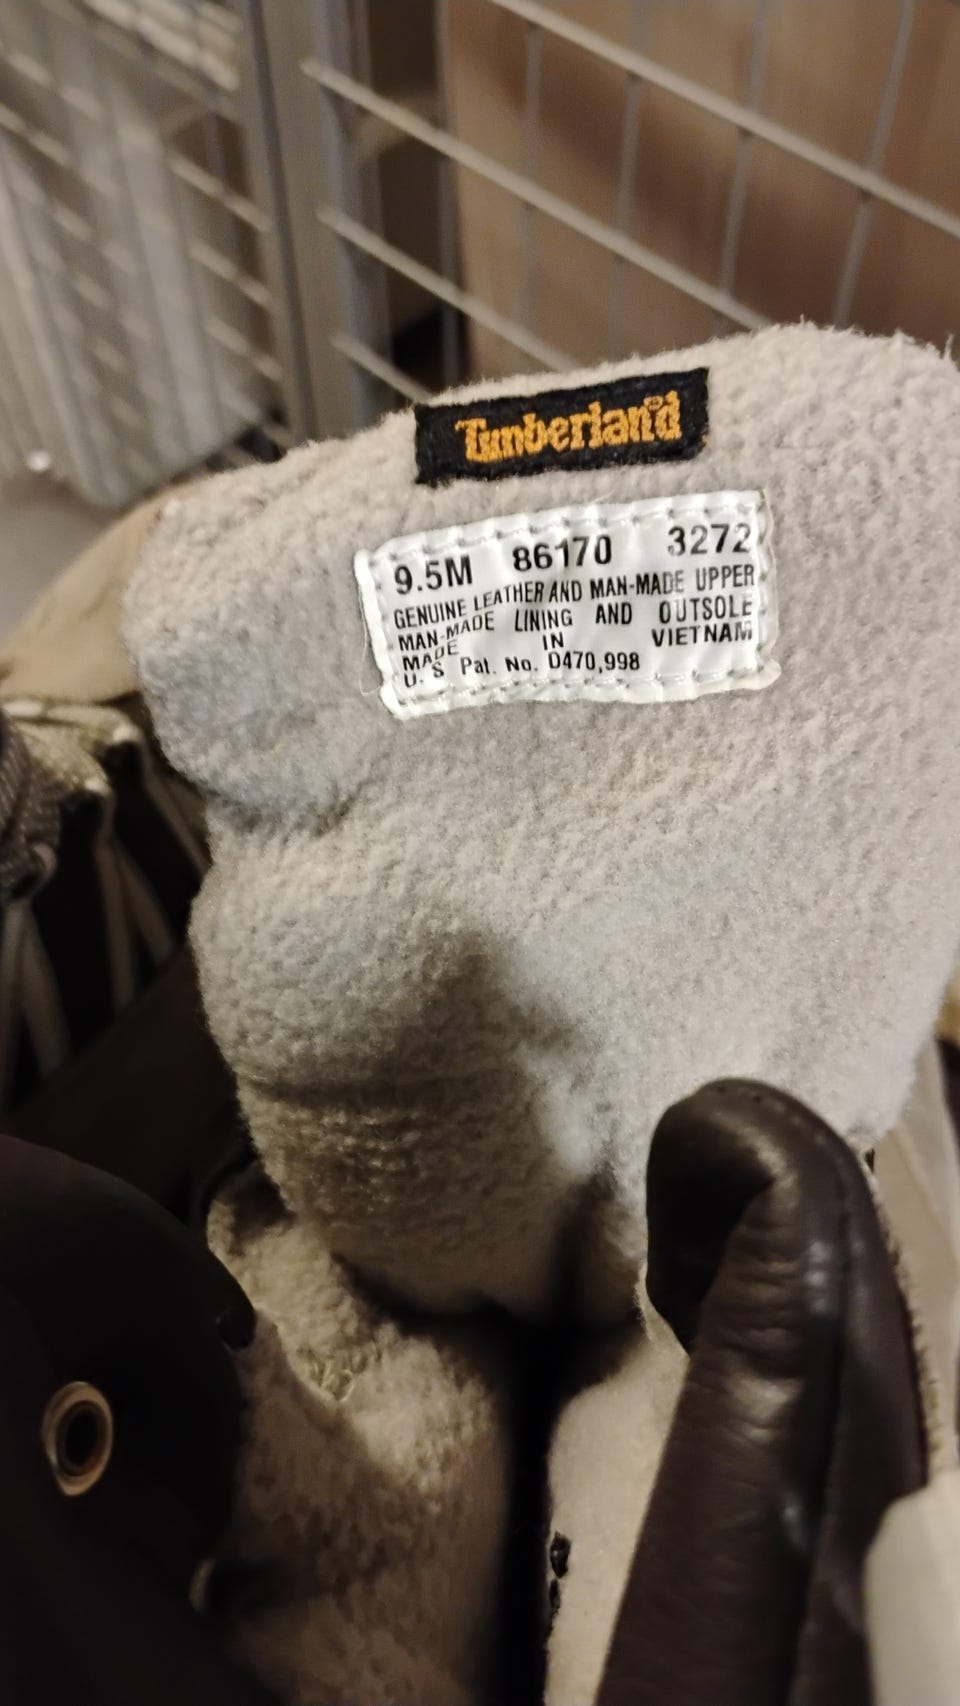 Timberland
9.5M 86170 3272
GENUINE LEATHER AND MAN-MADE UPPER
MAN-MADE LINING AND OUTSOLE
MADE IN VIETNAM
U.S Pat. No. D470,998